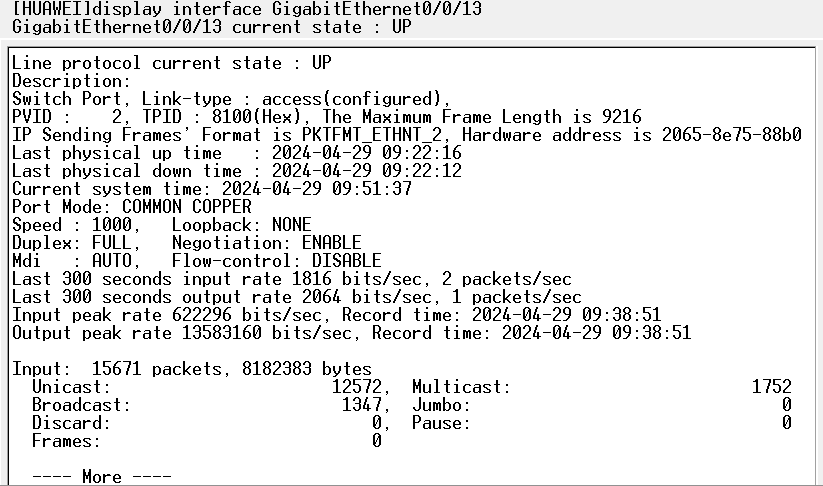 [HUAWEI]display interface GigabitEthernet0/0/13
GigabitEthernet0/0/13 current state : UP
Line protocol current state : UP
Description:
Switch Port, Link-type : access(configured),
PVID :    2, TPID : 8100(Hex), The Maximum Frame Length is 9216
IP Sending Frames' Format is PKTFMT_ETHNT_2, Hardware address is 2065-8e75-88b0
Last physical up time   : 2024-04-29 09:22:16
Last physical down time : 2024-04-29 09:22:12
Current system time: 2024-04-29 09:51:37
Port Mode: COMMON COPPER
Speed : 1000,   Loopback: NONE
Duplex: FULL,   Negotiation: ENABLE
Mdi   : AUTO,   Flow-control: DISABLE
Last 300 seconds input rate 1816 bits/sec, 2 packets/sec
Last 300 seconds output rate 2064 bits/sec, 1 packets/sec
Input peak rate 622296 bits/sec, Record time: 2024-04-29 09:38:51
Output peak rate 13583160 bits/sec, Record time: 2024-04-29 09:38:51
Input:  15671 packets, 8182383 bytes
  Unicast:                      12572,  Multicast:                        1752
  Broadcast:                     1347,  Jumbo:                               0
  Discard:                          0,  Pause:                               0
  Frames:                           0
  ---- More ----